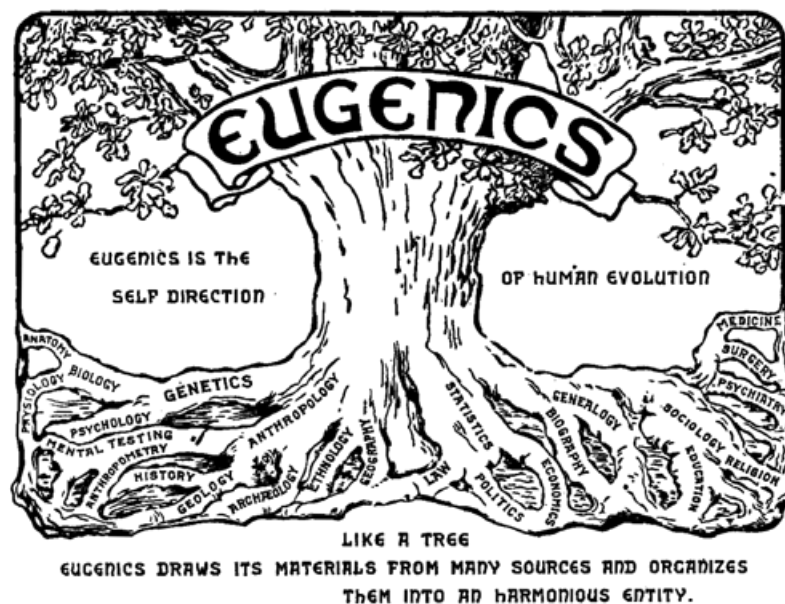 EUGENICS
EUGENICS IS THE
SELF DIRECTION
OF HUMAN EVOLUTION
ANATOMY
PHYSIOLOGY
BIOLOGY
GENETICS
PSYCHOLOGY
MENTAL TESTING
ANTHROPOMETRY
HISTORY
GEOLOGY
ANTHROPOLOGY
ARCHÆOLOGY
ETHNOLOGY
GEOGRAPHY
LAW
STATISTICS
POLITICS
ECONOMICS
BIOGRAPHY
GENEALOGY
EDUCATION
SOCIOLOGY
RELIGION
PSYCHIATRY
SURGERY
MEDICINE
LIKE A TREE
EUGENICS DRAWS ITS MATERIALS FROM MANY SOURCES AND ORGANIZES
THEM INTO AN HARMONIOUS ENTITY.